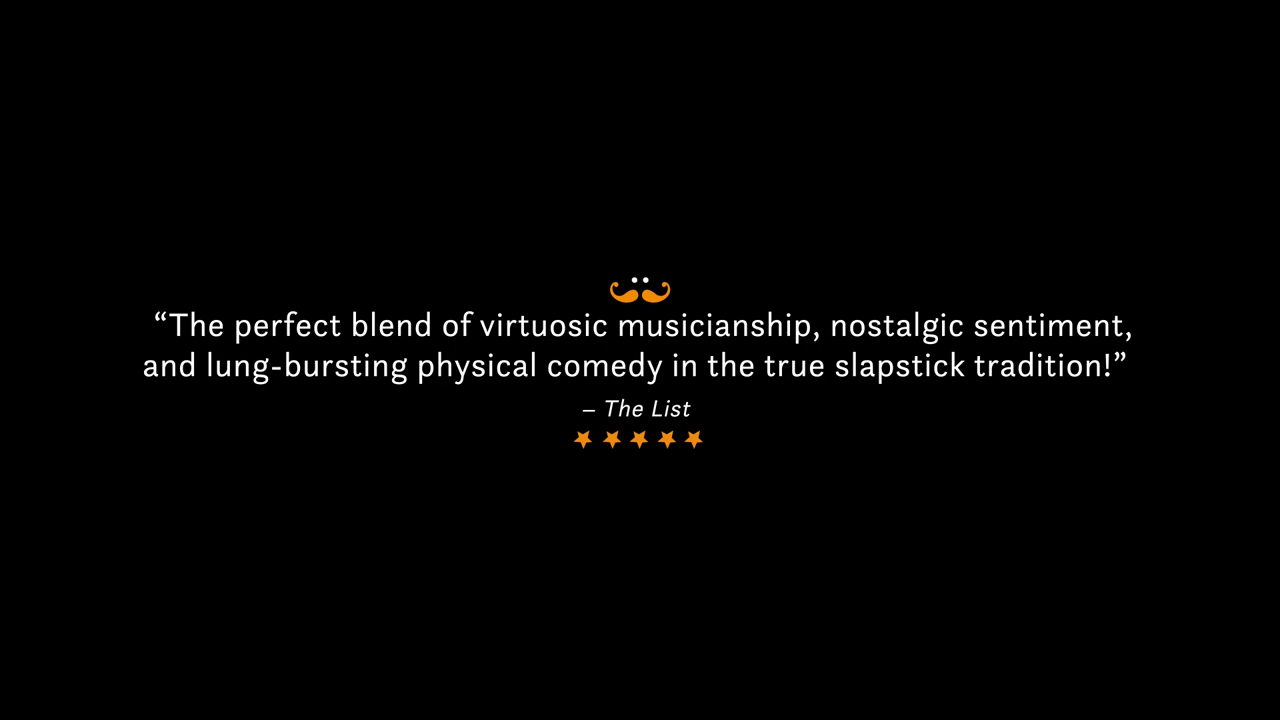 “The perfect blend of virtuosic musicianship, nostalgic sentiment,
and lung-bursting physical comedy in the true slapstick tradition!”
– The List